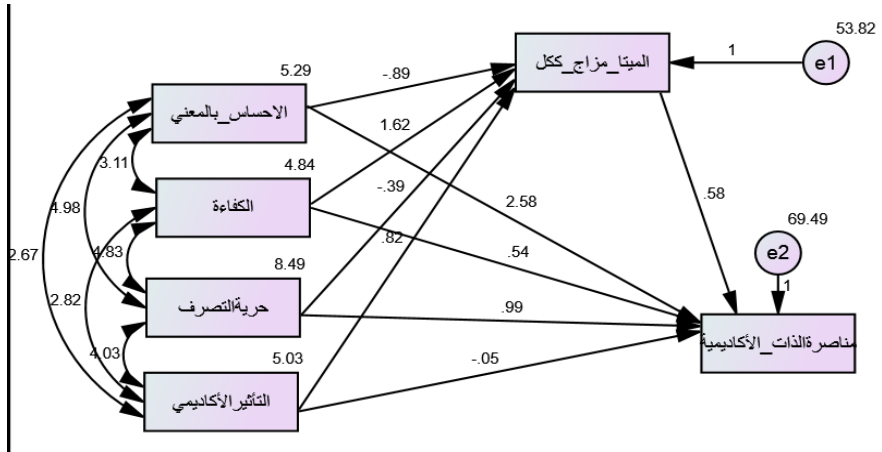 53.82
e1
1
الميتا_مزاج_ككل
5.29
-.89
الاحساس_بالمعني
1.62
3.11
4.84
الكفاءة
-.39
2.58
.58
4.98
.82
.54
69.49
e2
1
2.67
4.83
8.49
2.82
حريةالتصرف
.99
مناصرةالذات_الأكاديمية
4.03
5.03
-.05
التأثيرالأكاديمي